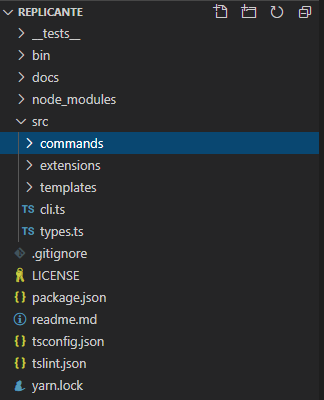 REPLICANTE
__tests__
bin
docs
node_modules
src
commands
extensions
templates
TS cli.ts
TS types.ts
.gitignore
LICENSE
{} package.json
readme.md
{} tsconfig.json
{} tslint.json
yarn.lock